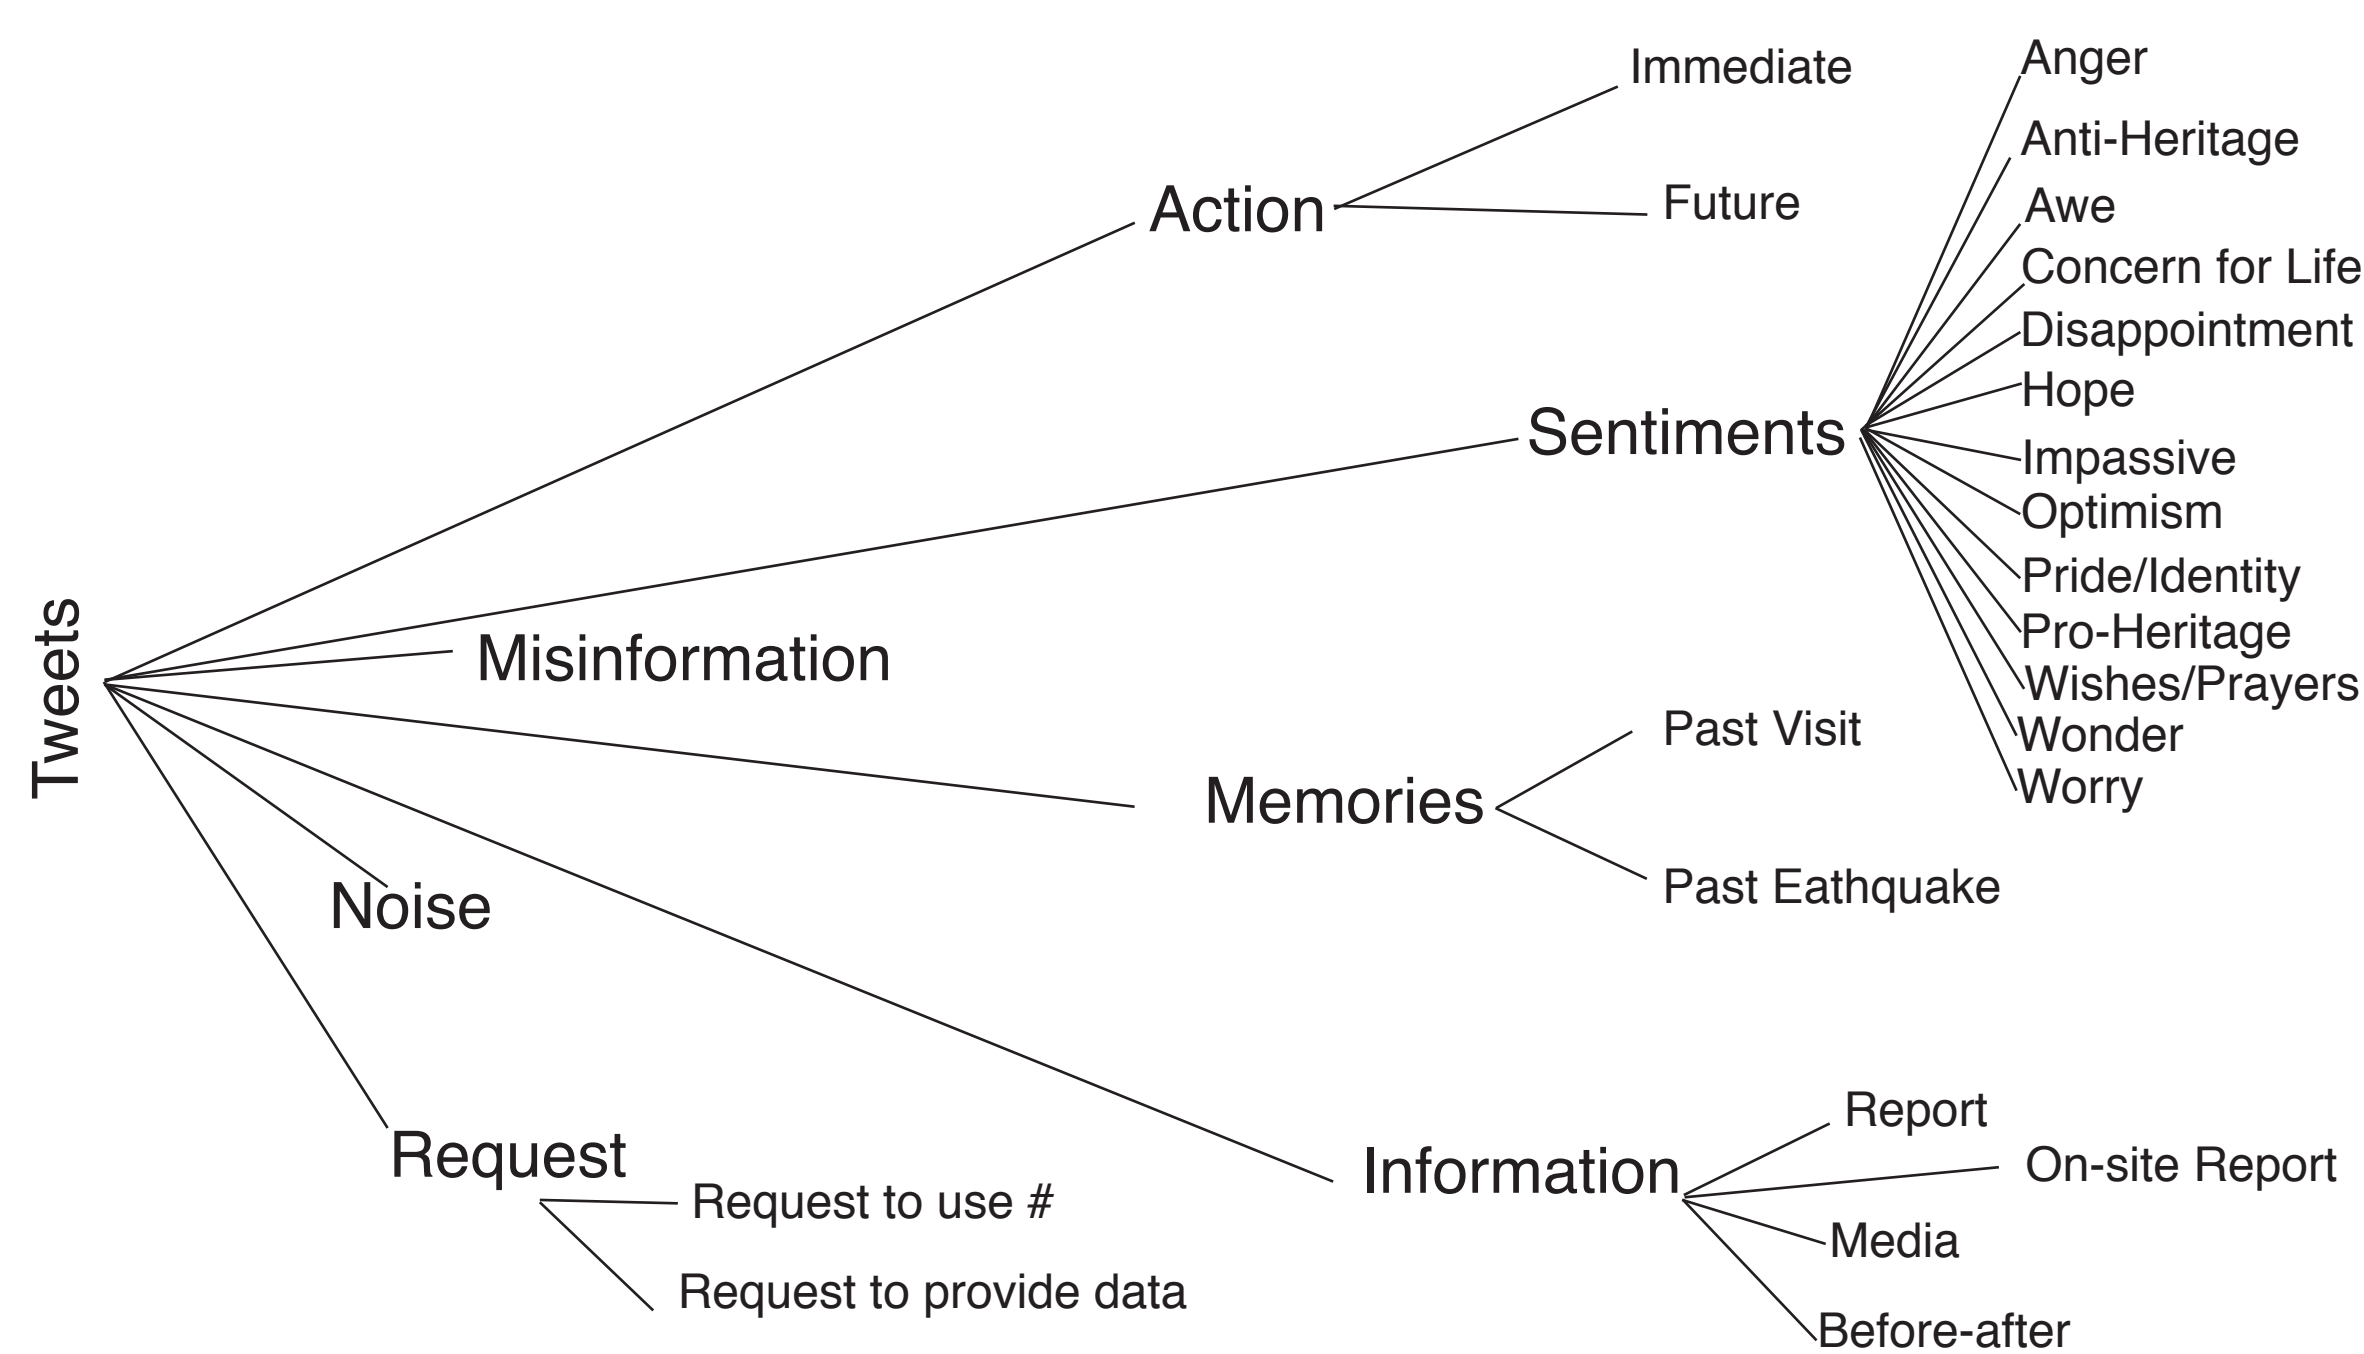 Tweets
Action
Immediate
Future
Sentiments
Anger
Anti-Heritage
Awe
Concern for Life
Disappointment
Hope
Impassive
Optimism
Pride/Identity
Pro-Heritage
Wishes/Prayers
Wonder
Worry
Misinformation
Memories
Past Visit
Past Eathquake
Noise
Request
Request to use #
Request to provide data
Information
Report
On-site Report
Media
Before-after